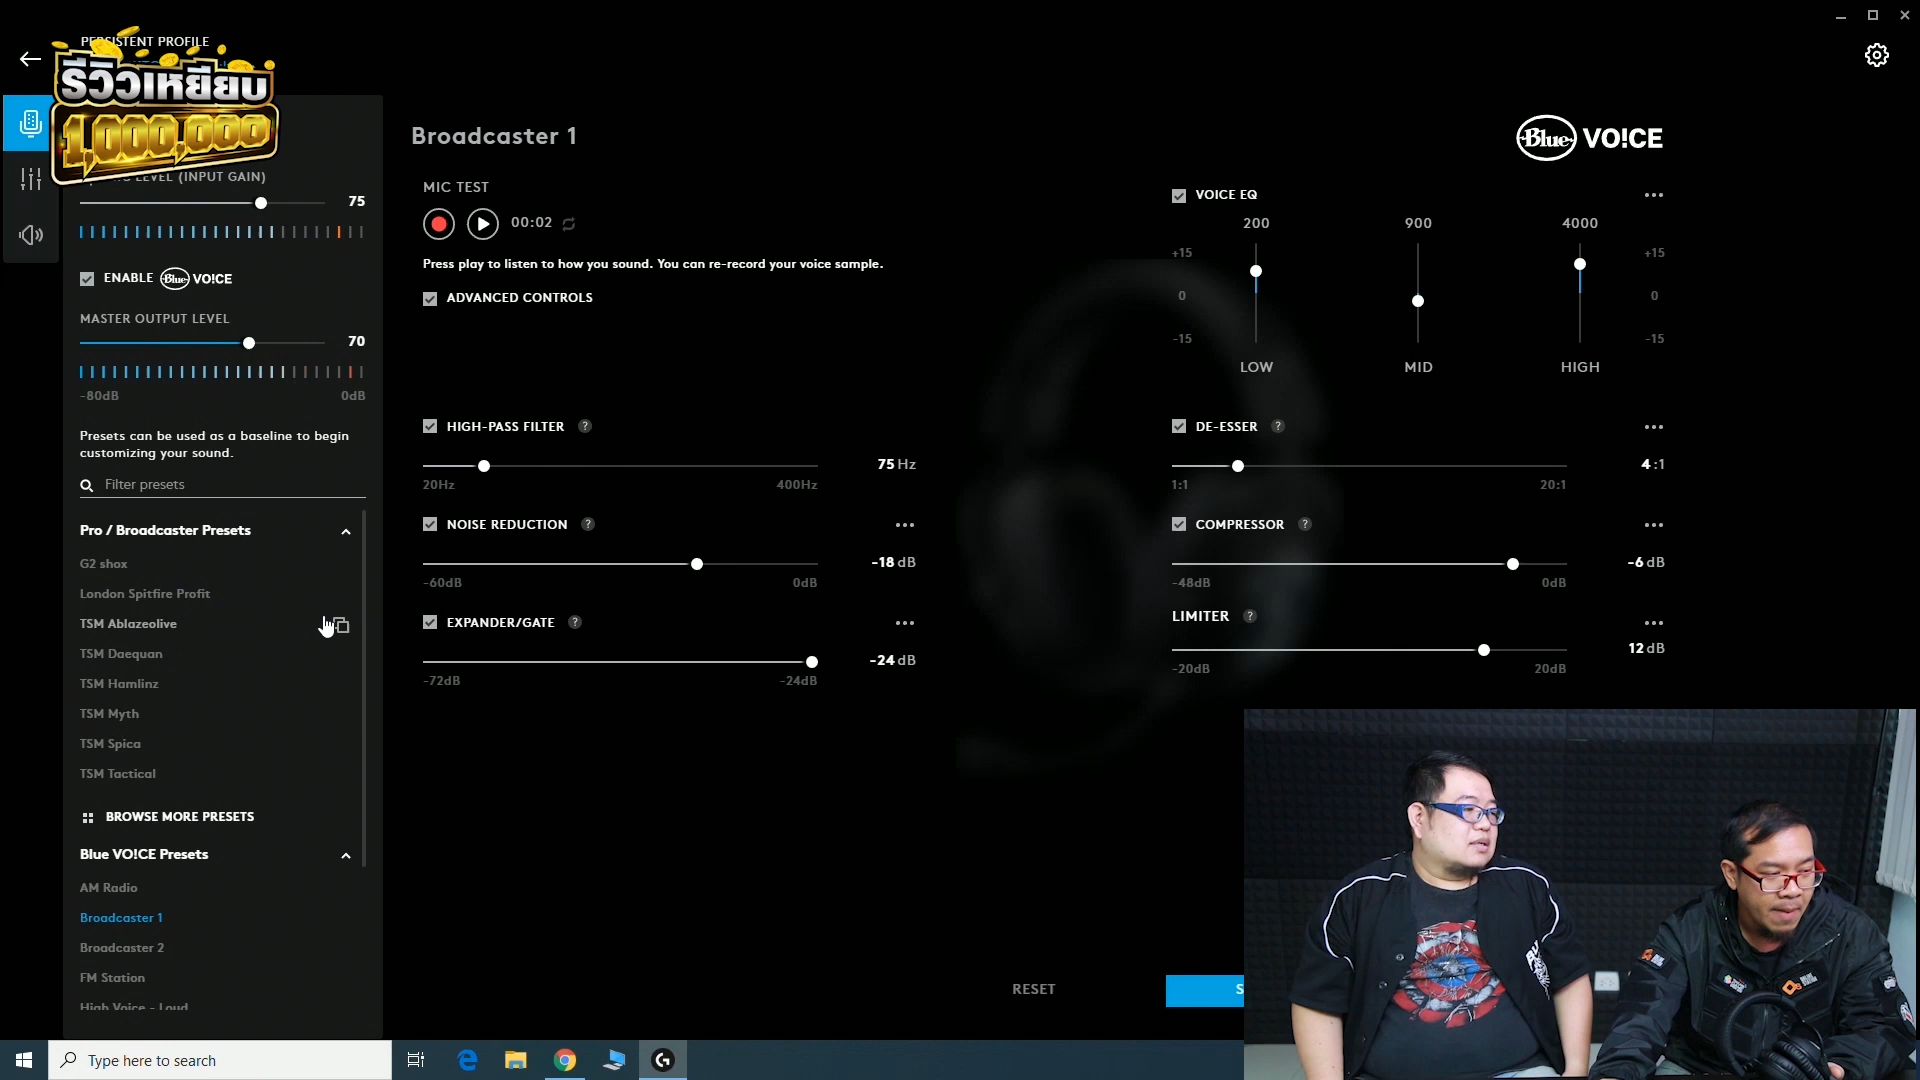 PERSISTENT PROFILE
รีวิวเหยียบ
1,000,000
LEVEL (INPUT GAIN)
75
ENABLE Blue VO!CE
MASTER OUTPUT LEVEL
70
-80dB 0dB
Presets can be used as a baseline to begin
customizing your sound.
Filter presets
Pro / Broadcaster Presets
G2 shox
London Spitfire Profit
TSM Ablazeolive
TSM Daequan
TSM Hamlinz
TSM Myth
TSM Spica
TSM Tactical
BROWSE MORE PRESETS
Blue VO!CE Presets
AM Radio
Broadcaster 1
Broadcaster 2
FM Station
High Voice - Loud
Broadcaster 1
MIC TEST
00:02
Press play to listen to how you sound. You can re-record your voice sample.
ADVANCED CONTROLS
HIGH-PASS FILTER ?
75 Hz
20Hz 400Hz
NOISE REDUCTION ?
-18 dB
-60dB 0dB
EXPANDER/GATE ?
-24 dB
-72dB -24dB
Blue VO!CE
VOICE EQ
200 900 4000
+15 +15
0 0
-15 -15
LOW MID HIGH
DE-ESSER ?
4 :1
1:1 20:1
COMPRESSOR ?
-6 dB
-48dB 0dB
LIMITER ?
12 dB
-20dB 20dB
RESET
S
Type here to search